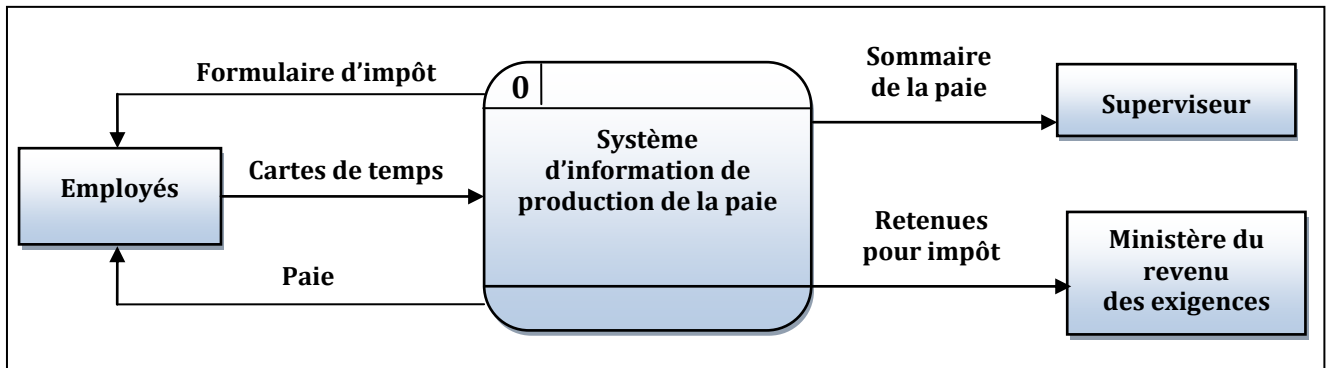 Formulaire d’impôt
0
Sommaire
de la paie
Superviseur
Système
d’information de
production de la paie
Employés
Cartes de temps
Retenues
pour impôt
Ministère du
revenu
des exigences
Paie